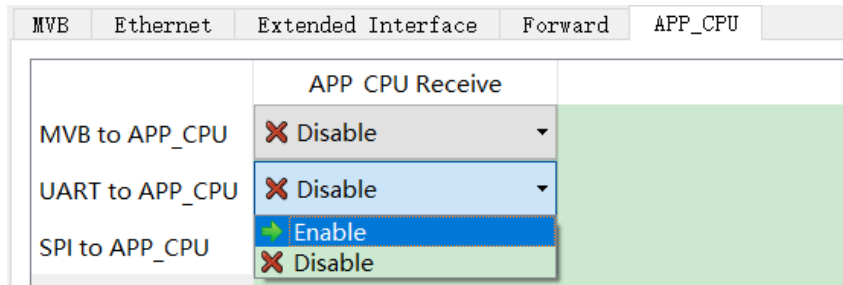 MVB Ethernet Extended Interface Forward APP_CPU
APP CPU Receive
MVB to APP_CPU Disable
UART to APP_CPU Disable
Enable
SPI to APP_CPU
Disable